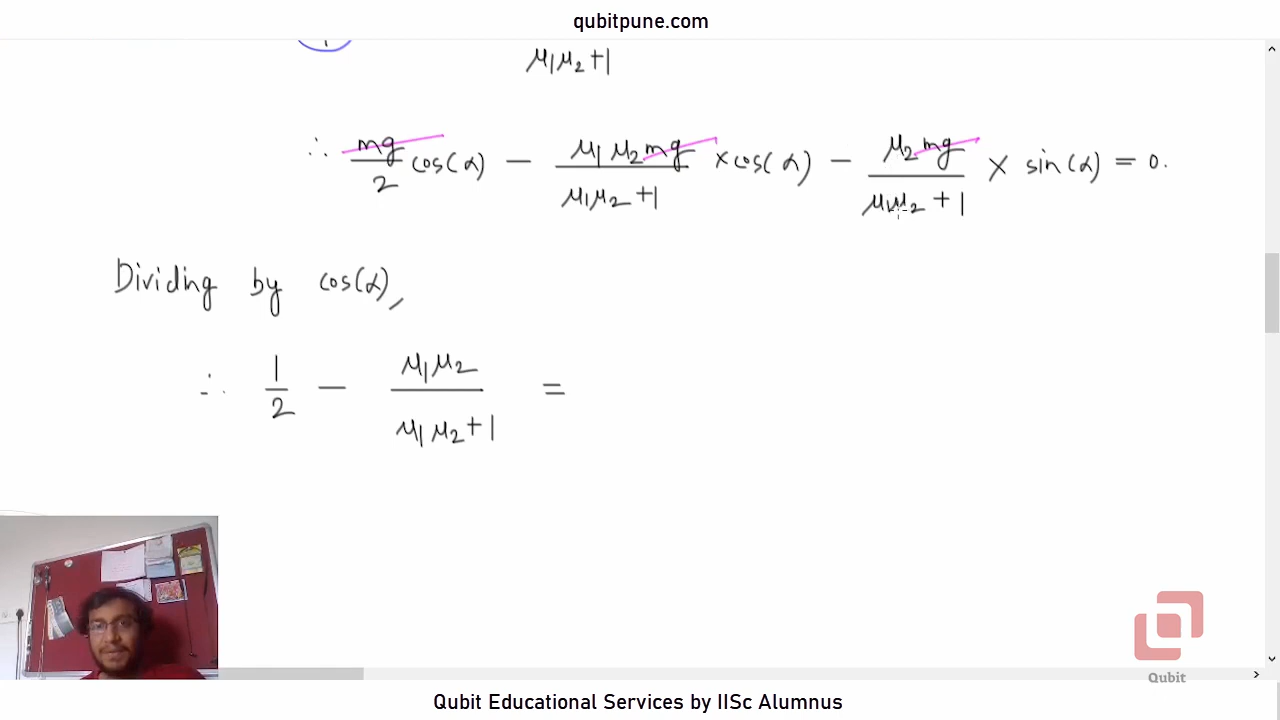 qubitpune.com
μ₁μ₂+1
∴ mg/2 cos(α) − μ₁μ₂mg/(μ₁μ₂+1) × cos(α) − μ₂mg/(μ₁μ₂+1) × sin(α) = 0.
Dividing by cos(α),
∴ 1/2 − μ₁μ₂/(μ₁μ₂+1) =
Qubit
Qubit Educational Services by IISc Alumnus